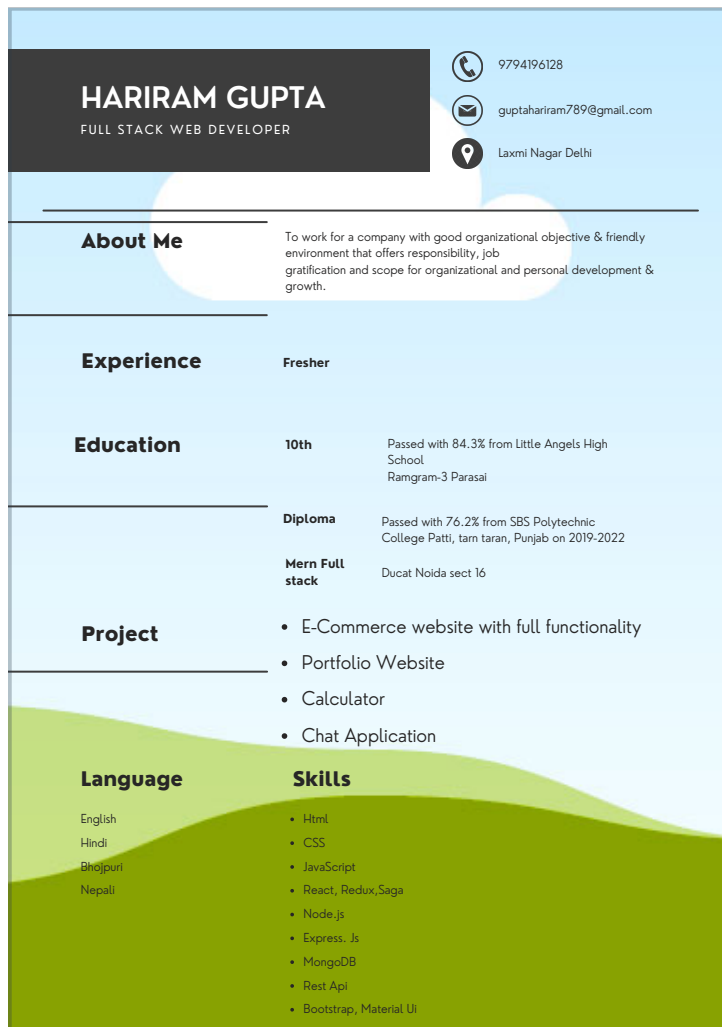 HARIRAM GUPTA
FULL STACK WEB DEVELOPER
9794196128
guptahariram789@gmail.com
Laxmi Nagar Delhi
About Me
To work for a company with good organizational objective & friendly
environment that offers responsibility, job
gratification and scope for organizational and personal development &
growth.
Experience
Fresher
Education
10th
Passed with 84.3% from Little Angels High
School
Ramgram-3 Parasai
Diploma
Passed with 76.2% from SBS Polytechnic
College Patti, tarn taran, Punjab on 2019-2022
Mern Full
stack
Ducat Noida sect 16
Project
• E-Commerce website with full functionality
• Portfolio Website
• Calculator
• Chat Application
Language
English
Hindi
Bhojpuri
Nepali
Skills
• Html
• CSS
• JavaScript
• React, Redux,Saga
• Node.js
• Express. Js
• MongoDB
• Rest Api
• Bootstrap, Material Ui